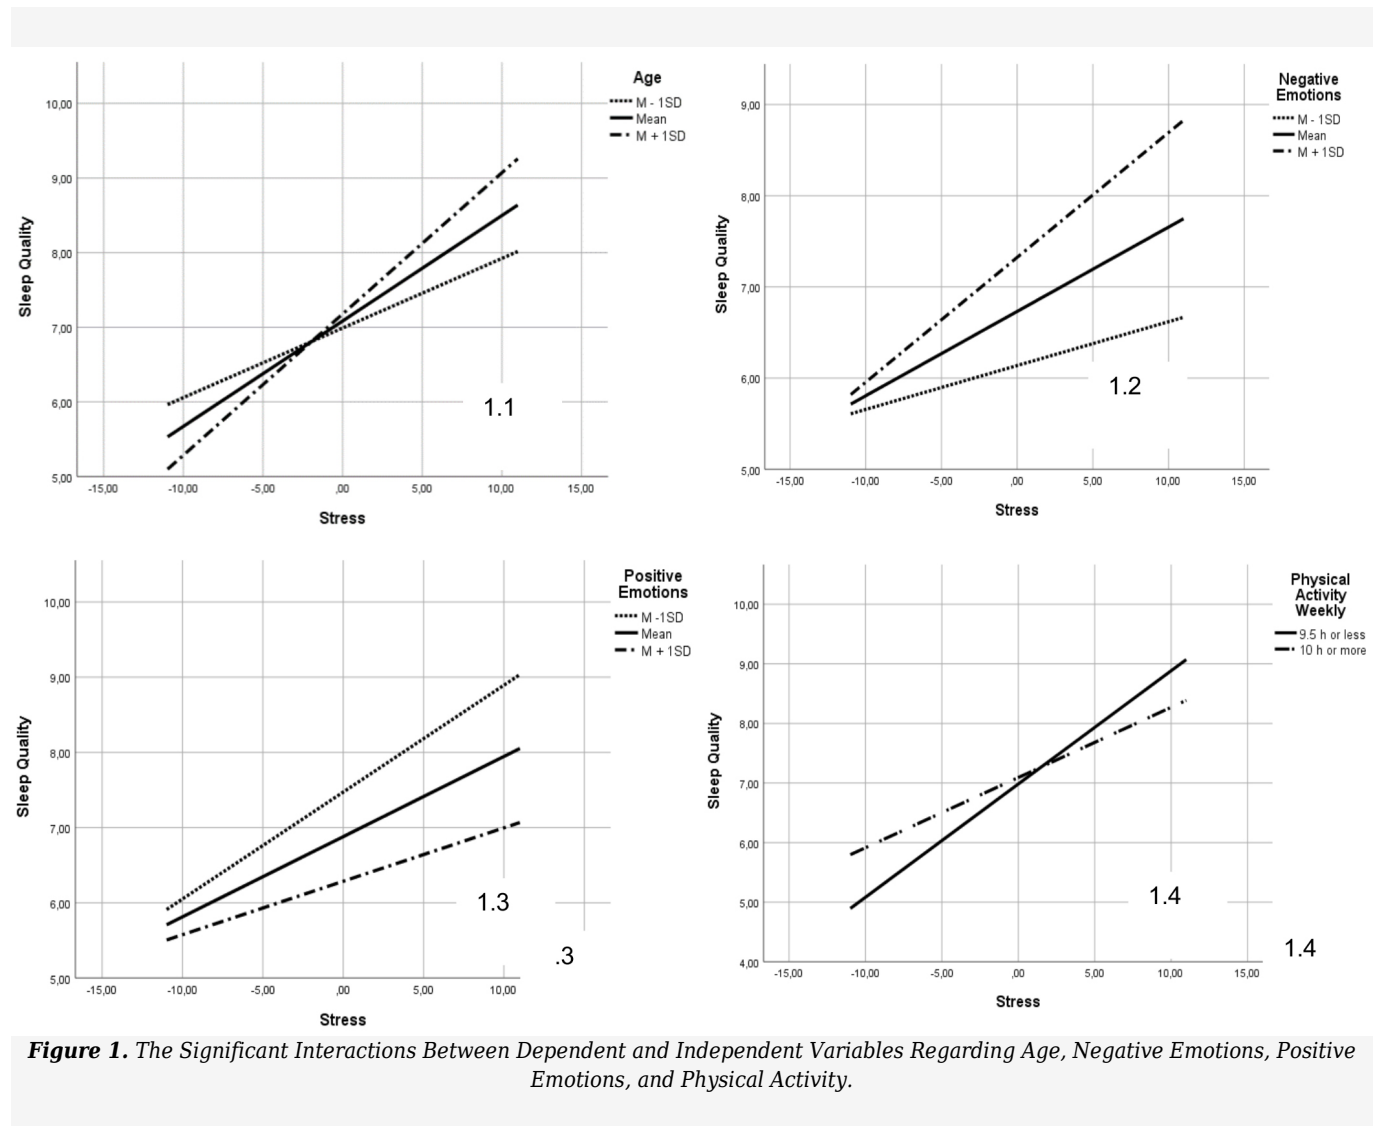 Age
M - 1SD
Mean
M + 1SD
10,00
9,00
8,00
7,00
6,00
5,00
Sleep Quality
1.1
-15,00 -10,00 -5,00 ,00 5,00 10,00 15,00
Stress
Negative
Emotions
M - 1SD
Mean
M + 1SD
9,00
8,00
7,00
6,00
5,00
Sleep Quality
1.2
-15,00 -10,00 -5,00 ,00 5,00 10,00 15,00
Stress
Positive
Emotions
M -1SD
Mean
M + 1SD
10,00
9,00
8,00
7,00
6,00
5,00
Sleep Quality
1.3
.3
-15,00 -10,00 -5,00 ,00 5,00 10,00
Stress
Physical
Activity
Weekly
9.5 h or less
10 h or more
10,00
9,00
8,00
7,00
6,00
5,00
4,00
Sleep Quality
1.4
1.4
-15,00 -10,00 -5,00 ,00 5,00 10,00 15,00
Stress
Figure 1. The Significant Interactions Between Dependent and Independent Variables Regarding Age, Negative Emotions, Positive
Emotions, and Physical Activity.